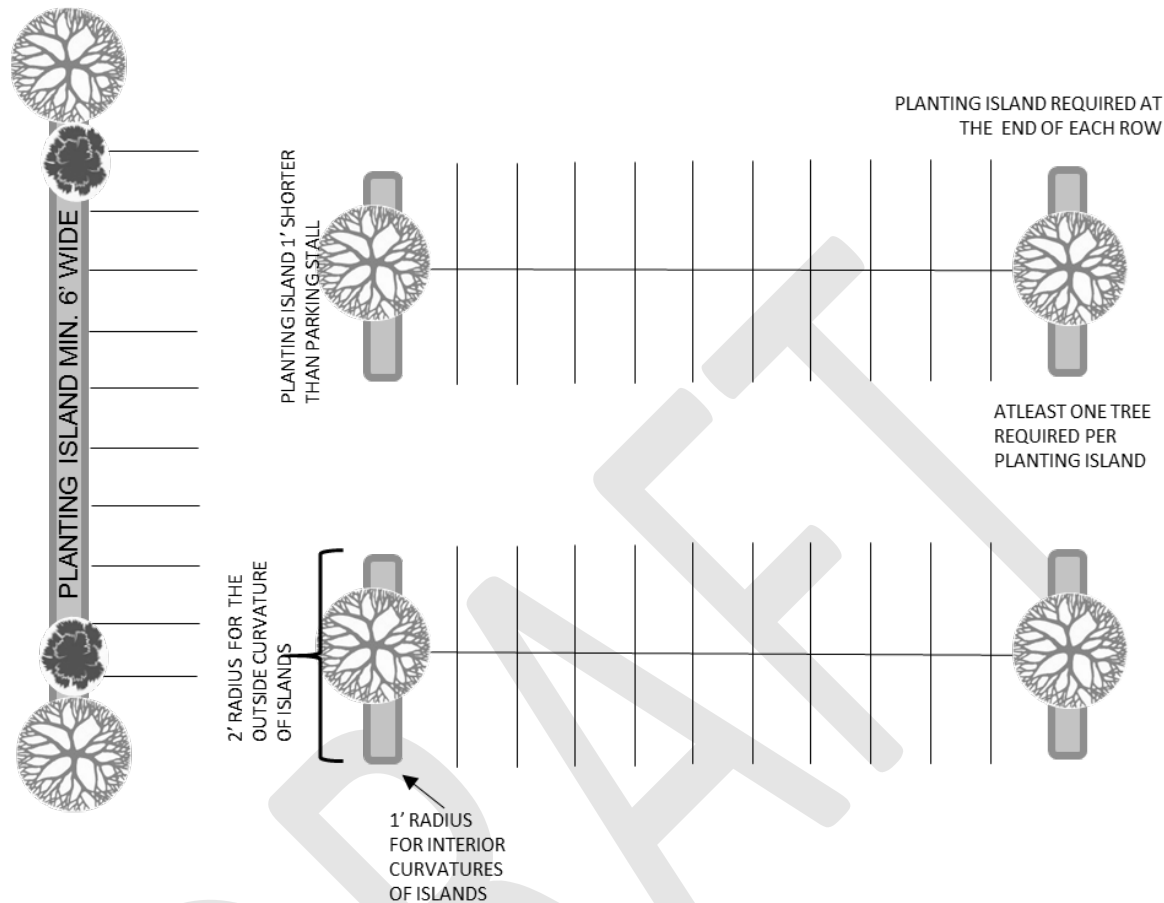 PLANTING ISLAND REQUIRED AT
THE END OF EACH ROW
PLANTING ISLAND MIN. 6' WIDE
PLANTING ISLAND 1' SHORTER
THAN PARKING STALL
ATLEAST ONE TREE
REQUIRED PER
PLANTING ISLAND
2' RADIUS FOR THE
OUTSIDE CURVATURE
OF ISLANDS
1' RADIUS
FOR INTERIOR
CURVATURES
OF ISLANDS
DRAFT